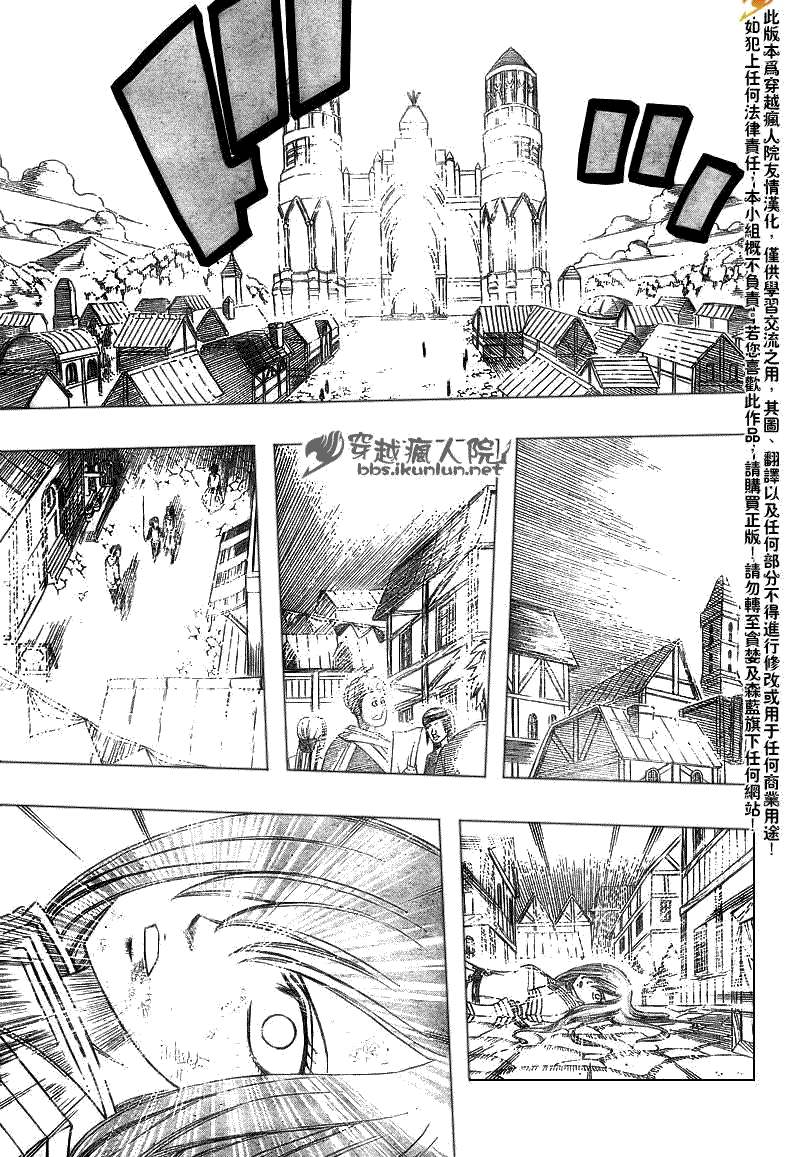 此版本爲穿越瘋人院友情漢化，僅供學習交流之用，其圖、翻譯以及任何部分不得進行修改或用于任何商業用途！
如犯上任何法律責任，本小組概不負責。若您喜歡此作品，請購買正版！請勿轉至貪婪及森藍旗下任何網站！
穿越瘋人院
bbs.ikunlun.net